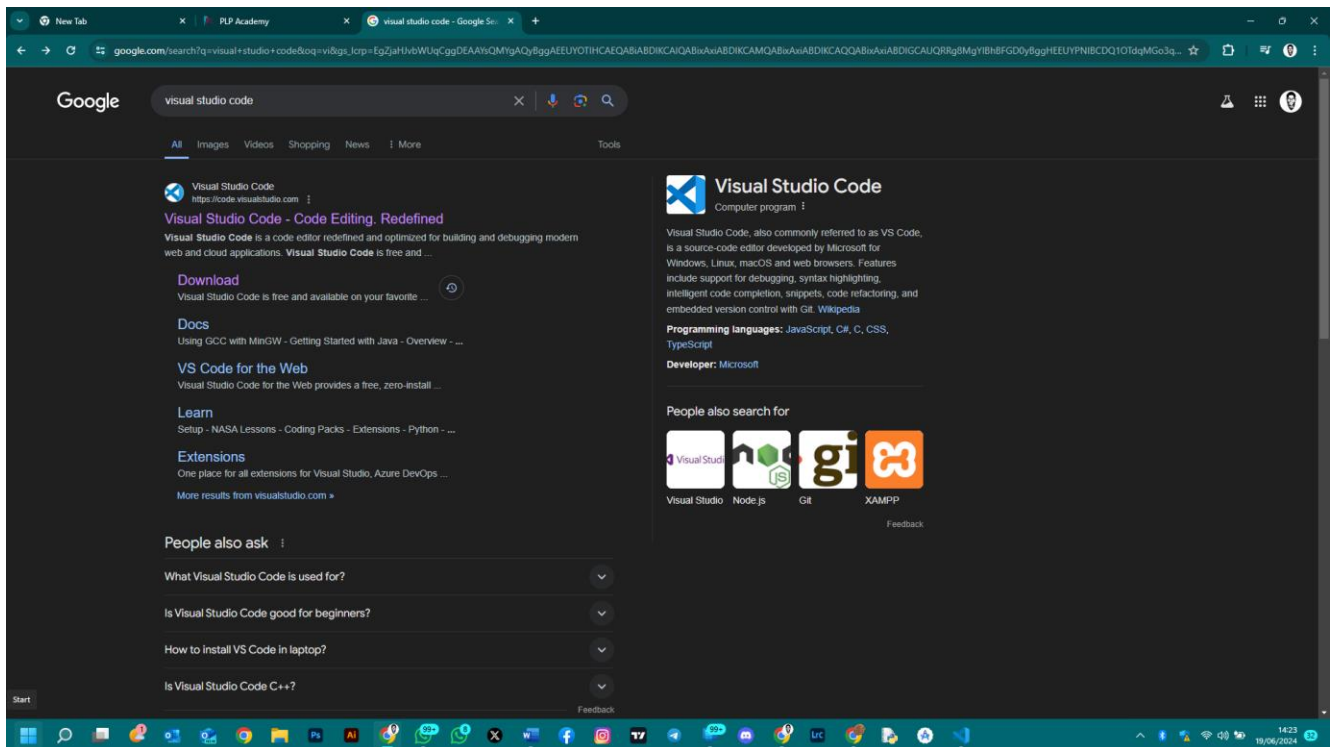 New Tab
PLP Academy
visual studio code - Google Se
Google
visual studio code
All Images Videos Shopping News More Tools
Visual Studio Code
https://code.visualstudio.com
Visual Studio Code - Code Editing. Redefined
Visual Studio Code is a code editor redefined and optimized for building and debugging modern
web and cloud applications. Visual Studio Code is free and ...
Download
Visual Studio Code is free and available on your favorite ...
Docs
Using GCC with MinGW - Getting Started with Java - Overview - ...
VS Code for the Web
Visual Studio Code for the Web provides a free, zero-install ...
Learn
Setup - NASA Lessons - Coding Packs - Extensions - Python - ...
Extensions
One place for all extensions for Visual Studio, Azure DevOps ...
More results from visualstudio.com »
People also ask
What Visual Studio Code is used for?
Is Visual Studio Code good for beginners?
How to install VS Code in laptop?
Is Visual Studio Code C++?
Feedback
Visual Studio Code
Computer program
Visual Studio Code, also commonly referred to as VS Code,
is a source-code editor developed by Microsoft for
Windows, Linux, macOS and web browsers. Features
include support for debugging, syntax highlighting,
intelligent code completion, snippets, code refactoring, and
embedded version control with Git. Wikipedia
Programming languages: JavaScript, C#, C, CSS,
TypeScript
Developer: Microsoft
People also search for
Visual Studi
JS
gi
Visual Studio Node.js Git XAMPP
Feedback
Start
Ps Ai 99+ 99+ Lrc
14:23
19/06/2024